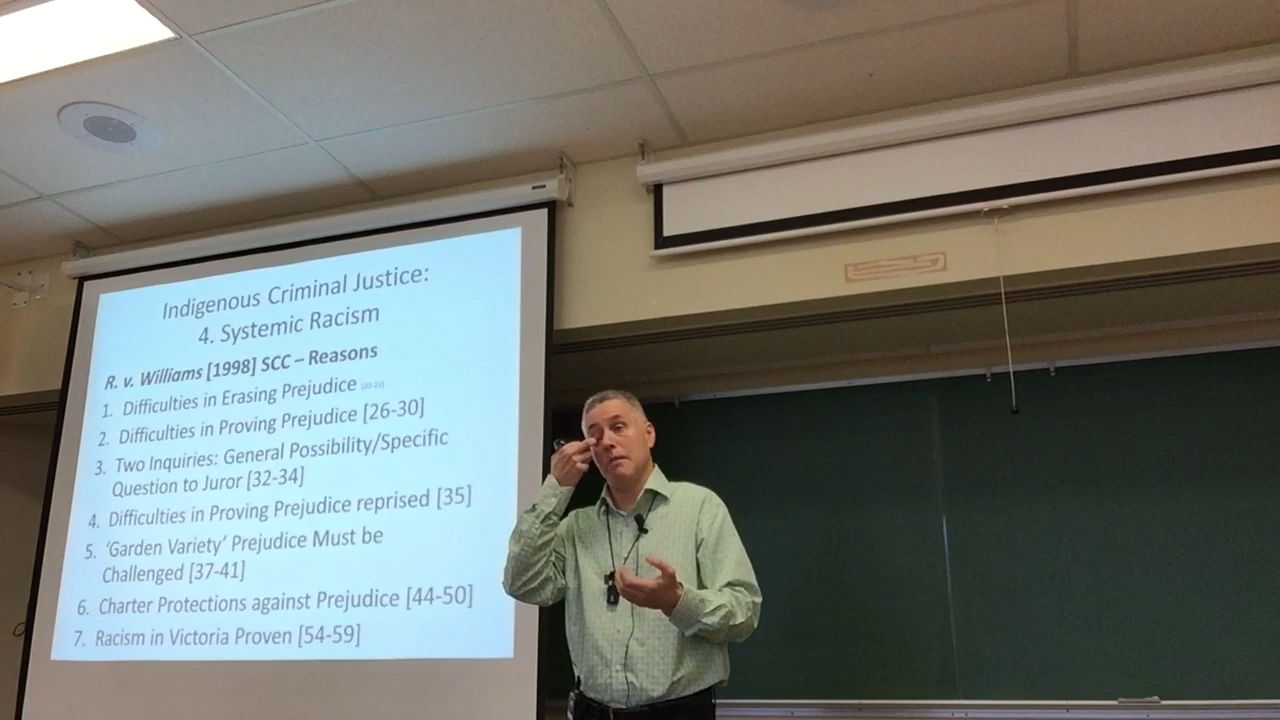 Indigenous Criminal Justice:
4. Systemic Racism
R. v. Williams [1998] SCC – Reasons
1. Difficulties in Erasing Prejudice [20-22]
2. Difficulties in Proving Prejudice [26-30]
3. Two Inquiries: General Possibility/Specific
Question to Juror [32-34]
4. Difficulties in Proving Prejudice reprised [35]
5. ‘Garden Variety’ Prejudice Must be
Challenged [37-41]
6. Charter Protections against Prejudice [44-50]
7. Racism in Victoria Proven [54-59]